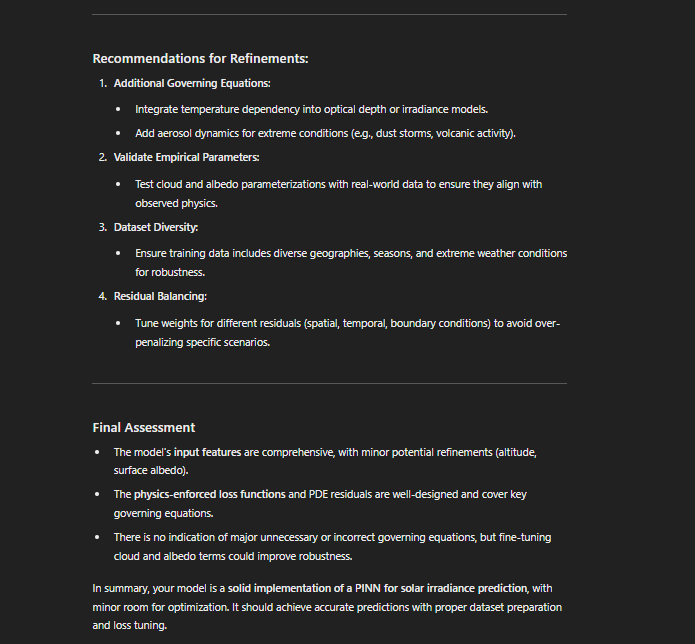 Recommendations for Refinements:
1. Additional Governing Equations:
• Integrate temperature dependency into optical depth or irradiance models.
• Add aerosol dynamics for extreme conditions (e.g., dust storms, volcanic activity).
2. Validate Empirical Parameters:
• Test cloud and albedo parameterizations with real-world data to ensure they align with
observed physics.
3. Dataset Diversity:
• Ensure training data includes diverse geographies, seasons, and extreme weather conditions
for robustness.
4. Residual Balancing:
• Tune weights for different residuals (spatial, temporal, boundary conditions) to avoid over-
penalizing specific scenarios.
Final Assessment
• The model's input features are comprehensive, with minor potential refinements (altitude,
surface albedo).
• The physics-enforced loss functions and PDE residuals are well-designed and cover key
governing equations.
• There is no indication of major unnecessary or incorrect governing equations, but fine-tuning
cloud and albedo terms could improve robustness.
In summary, your model is a solid implementation of a PINN for solar irradiance prediction, with
minor room for optimization. It should achieve accurate predictions with proper dataset preparation
and loss tuning.